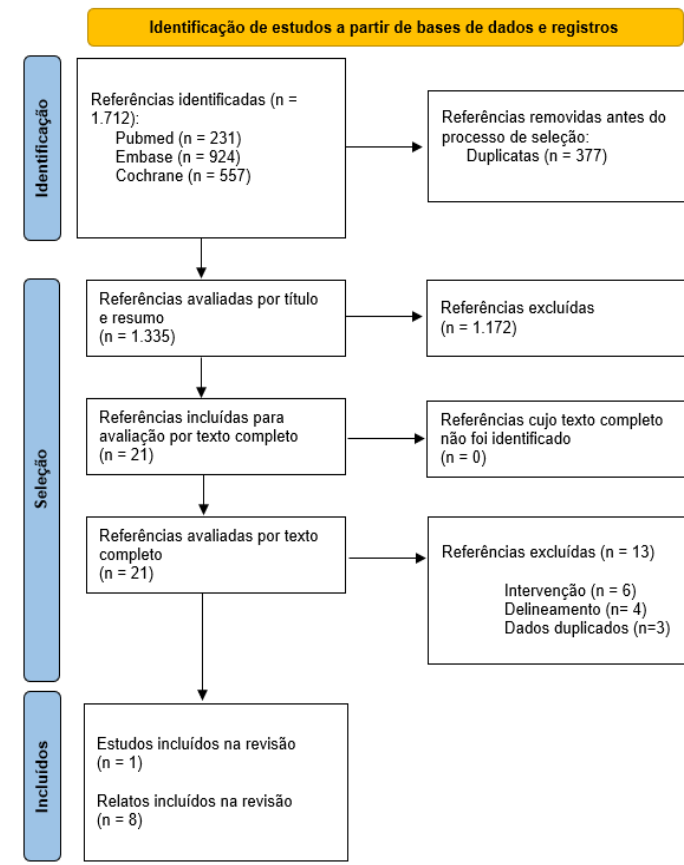 Identificação de estudos a partir de bases de dados e registros
Identificação
Referências identificadas (n =
1.712):
Pubmed (n = 231)
Embase (n = 924)
Cochrane (n = 557)
Referências removidas antes do
processo de seleção:
Duplicatas (n = 377)
Seleção
Referências avaliadas por título
e resumo
(n = 1.335)
Referências excluídas
(n = 1.172)
Referências incluídas para
avaliação por texto completo
(n = 21)
Referências cujo texto completo
não foi identificado
(n = 0)
Referências avaliadas por texto
completo
(n = 21)
Referências excluídas (n = 13)
Intervenção (n = 6)
Delineamento (n= 4)
Dados duplicados (n=3)
Incluídos
Estudos incluídos na revisão
(n = 1)
Relatos incluídos na revisão
(n = 8)